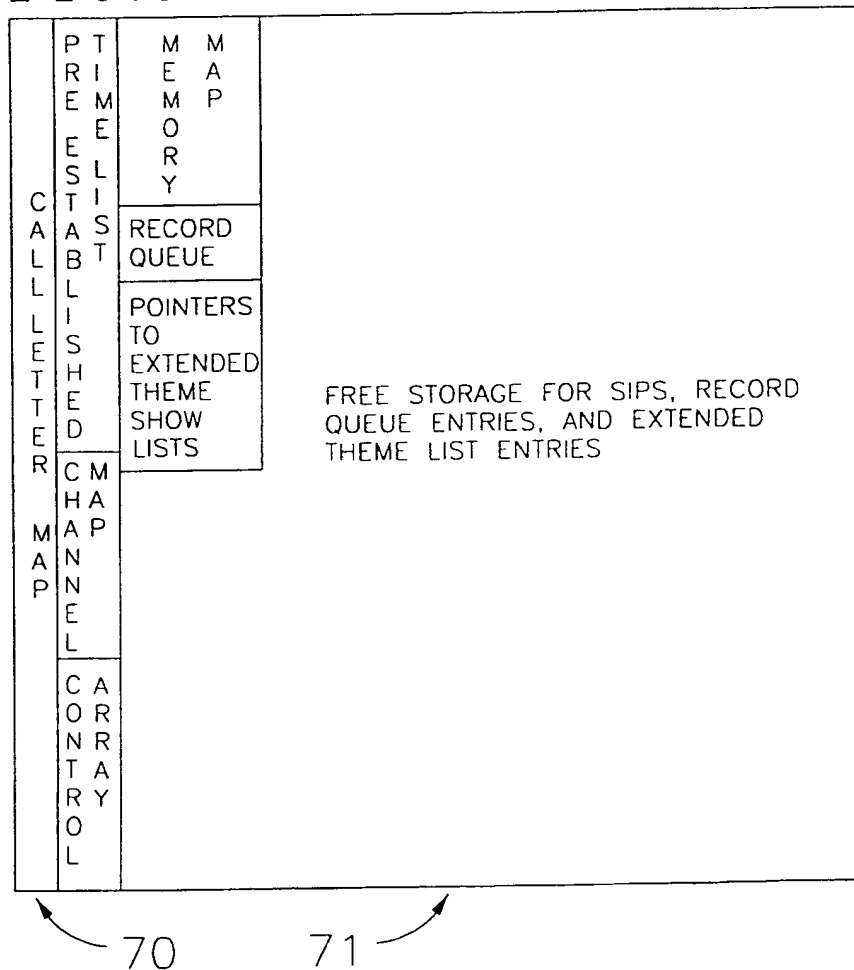 CALL LETTER MAP
PRE ESTABLISHED
TIME LIST
CHANNEL
MAP
CONTROL
ARRAY
MEMORY
MAP
RECORD
QUEUE
POINTERS
TO
EXTENDED
THEME
SHOW
LISTS
FREE STORAGE FOR SIPS, RECORD
QUEUE ENTRIES, AND EXTENDED
THEME LIST ENTRIES
70
71